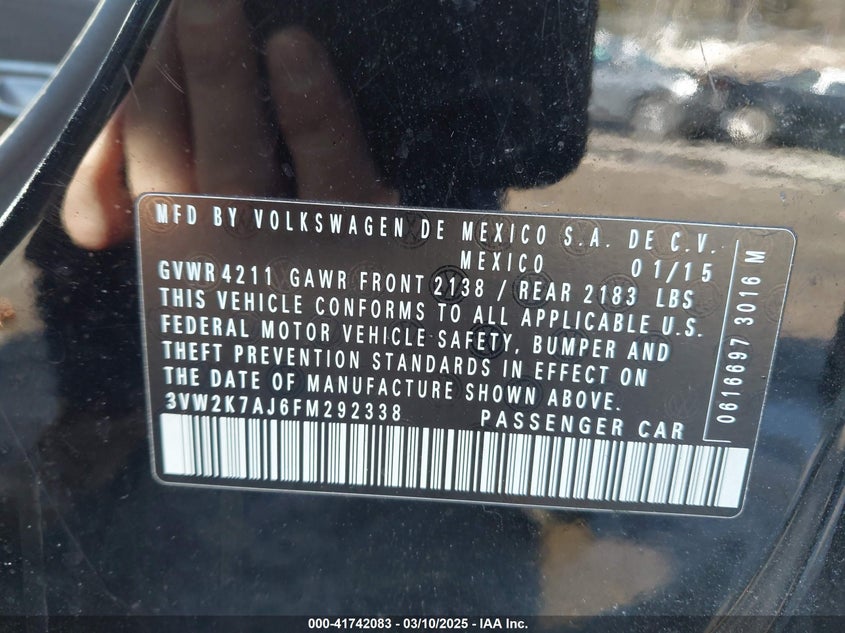 MFD BY VOLKSWAGEN DE MEXICO S.A. DE C.V.
MEXICO 01/15
GVWR 4211 GAWR FRONT 2138 / REAR 2183 LBS
THIS VEHICLE CONFORMS TO ALL APPLICABLE U.S.
FEDERAL MOTOR VEHICLE SAFETY, BUMPER AND
THEFT PREVENTION STANDARDS IN EFFECT ON
THE DATE OF MANUFACTURE SHOWN ABOVE.
3VW2K7AJ6FM292338 PASSENGER CAR
0616697 3016 M
000-41742083 - 03/10/2025 - IAA Inc.